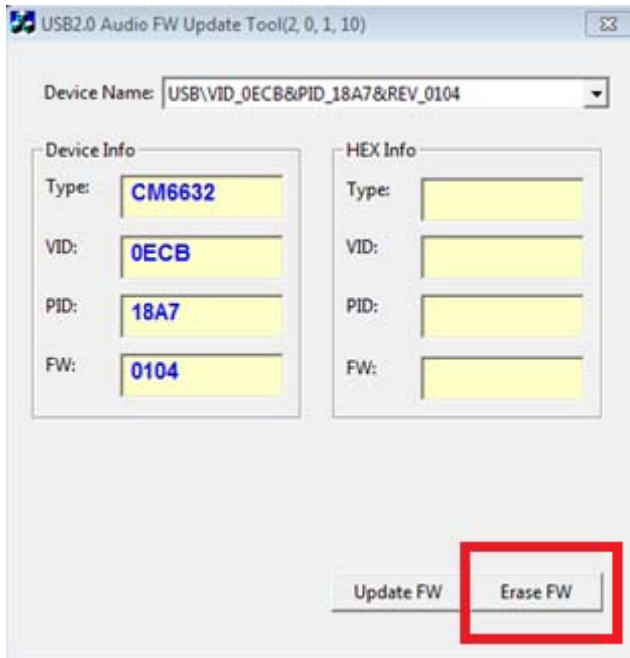 USB2.0 Audio FW Update Tool(2, 0, 1, 10)
Device Name: USB\VID_0ECB&PID_18A7&REV_0104
Device Info
Type: CM6632
VID: 0ECB
PID: 18A7
FW: 0104
HEX Info
Type:
VID:
PID:
FW:
Update FW
Erase FW